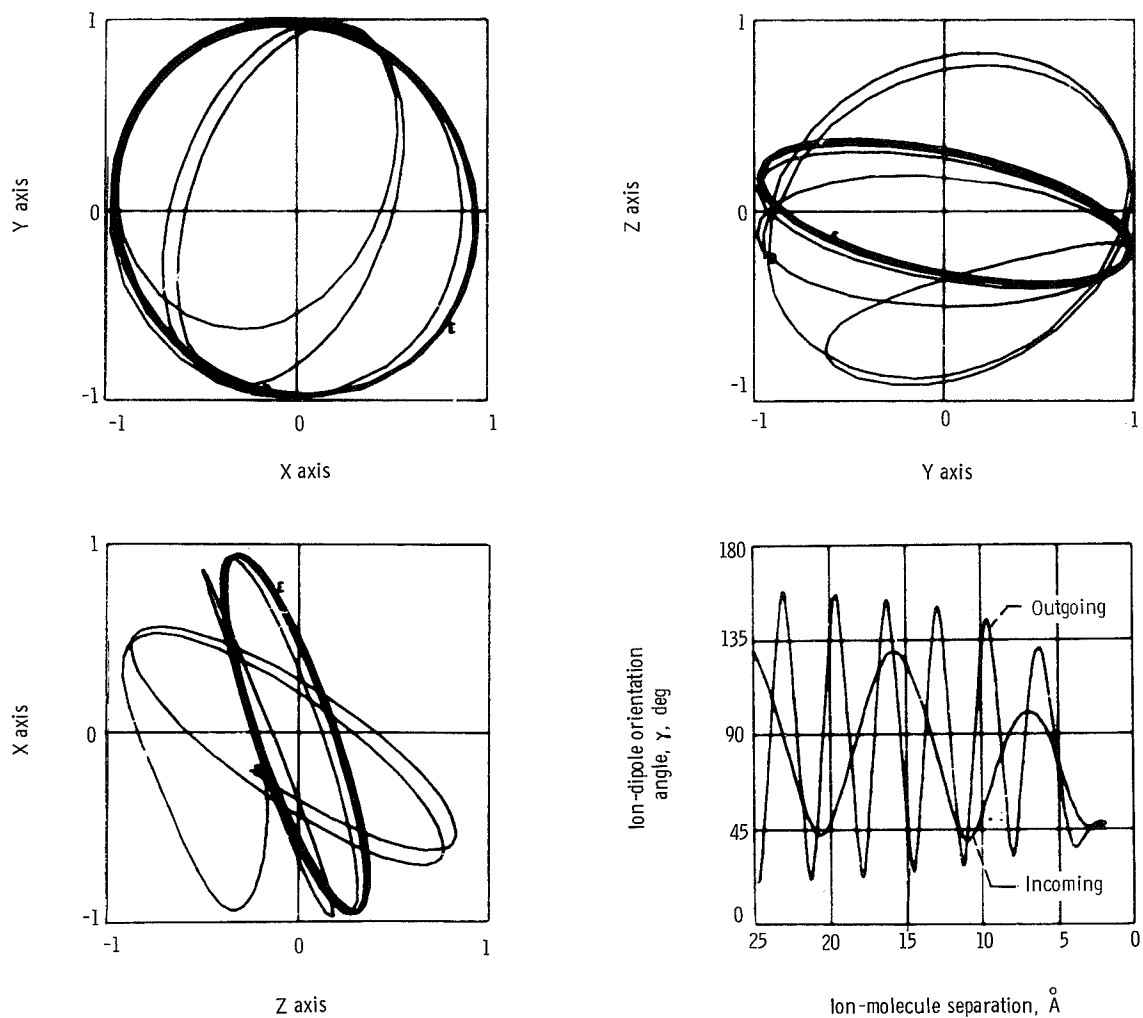 1
Y axis
0
-1
-1 0 1
X axis
1
Z axis
0
-1
-1 0 1
Y axis
1
X axis
0
-1
-1 0 1
Z axis
180
135
90
45
0
Ion-dipole orientation
angle, γ, deg
Outgoing
Incoming
25 20 15 10 5 0
Ion-molecule separation, Å